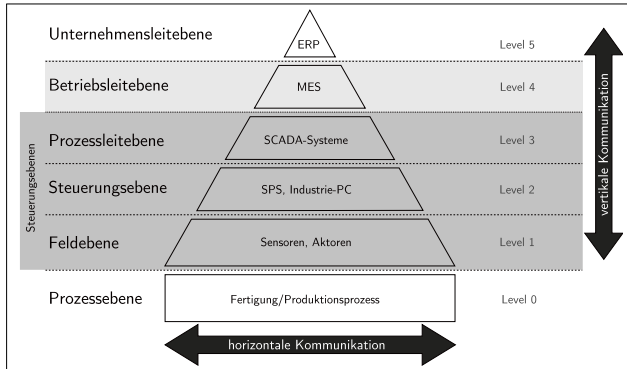 Unternehmensleitebene
ERP
Level 5
Betriebsleitebene
MES
Level 4
Prozessleitebene
SCADA-Systeme
Level 3
Steuerungsebene
SPS, Industrie-PC
Level 2
Feldebene
Sensoren, Aktoren
Level 1
Prozessebene
Fertigung/Produktionsprozess
Level 0
Steuerungsebenen
vertikale Kommunikation
horizontale Kommunikation